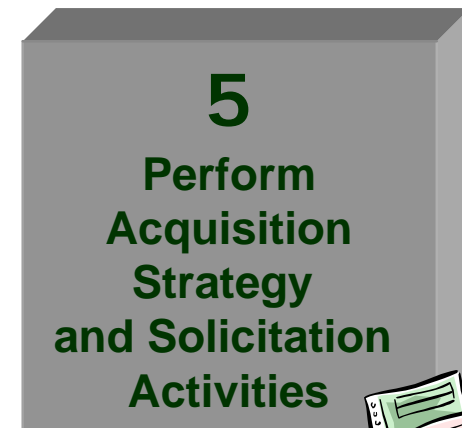 5
Perform
Acquisition
Strategy
and Solicitation
Activities